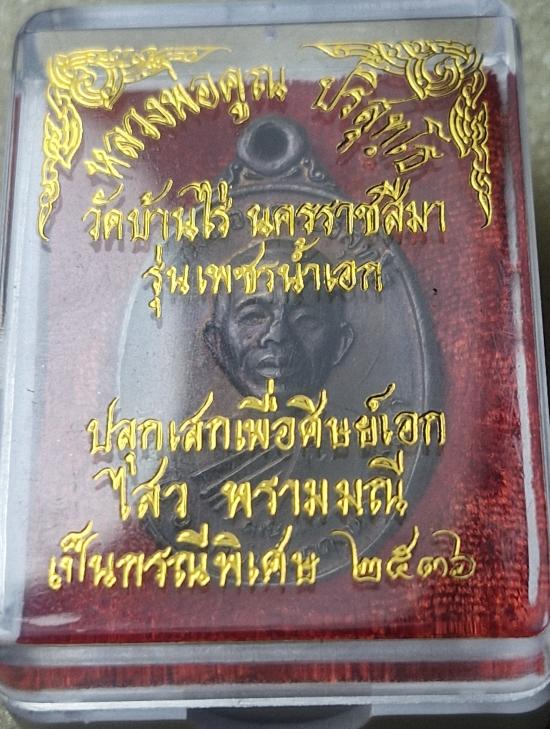 หลวงพ่อคูณ ปริสุทโธ
วัดบ้านไร่ นครราชสีมา
รุ่นเพชรน้ำเอก
ปลุกเสกเพื่อศิษย์เอก
ไสว พราหมณี
เป็นกรณีพิเศษ ๒๕๓๖